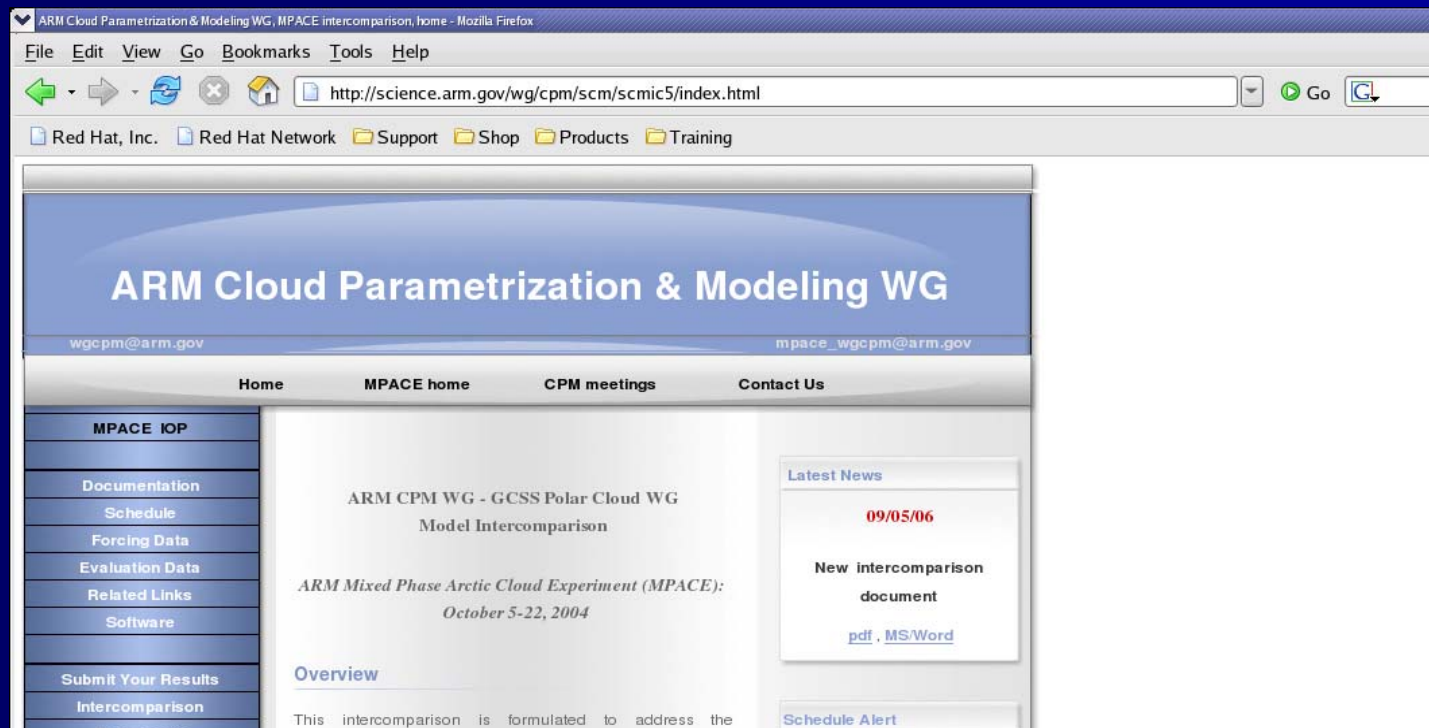 ARM Cloud Parametrization & Modeling WG, MPACE intercomparison, home - Mozilla Firefox
File Edit View Go Bookmarks Tools Help
http://science.arm.gov/wg/cpm/scm/scmic5/index.html Go G
Red Hat, Inc. Red Hat Network Support Shop Products Training
ARM Cloud Parametrization & Modeling WG
wgcpm@arm.gov mpace_wgcpm@arm.gov
Home MPACE home CPM meetings Contact Us
MPACE IOP
Documentation
Schedule
Forcing Data
Evaluation Data
Related Links
Software
Submit Your Results
Intercomparison
ARM CPM WG - GCSS Polar Cloud WG
Model Intercomparison
ARM Mixed Phase Arctic Cloud Experiment (MPACE):
October 5-22, 2004
Overview
This intercomparison is formulated to address the
Latest News
09/05/06
New intercomparison
document
pdf , MS/Word
Schedule Alert